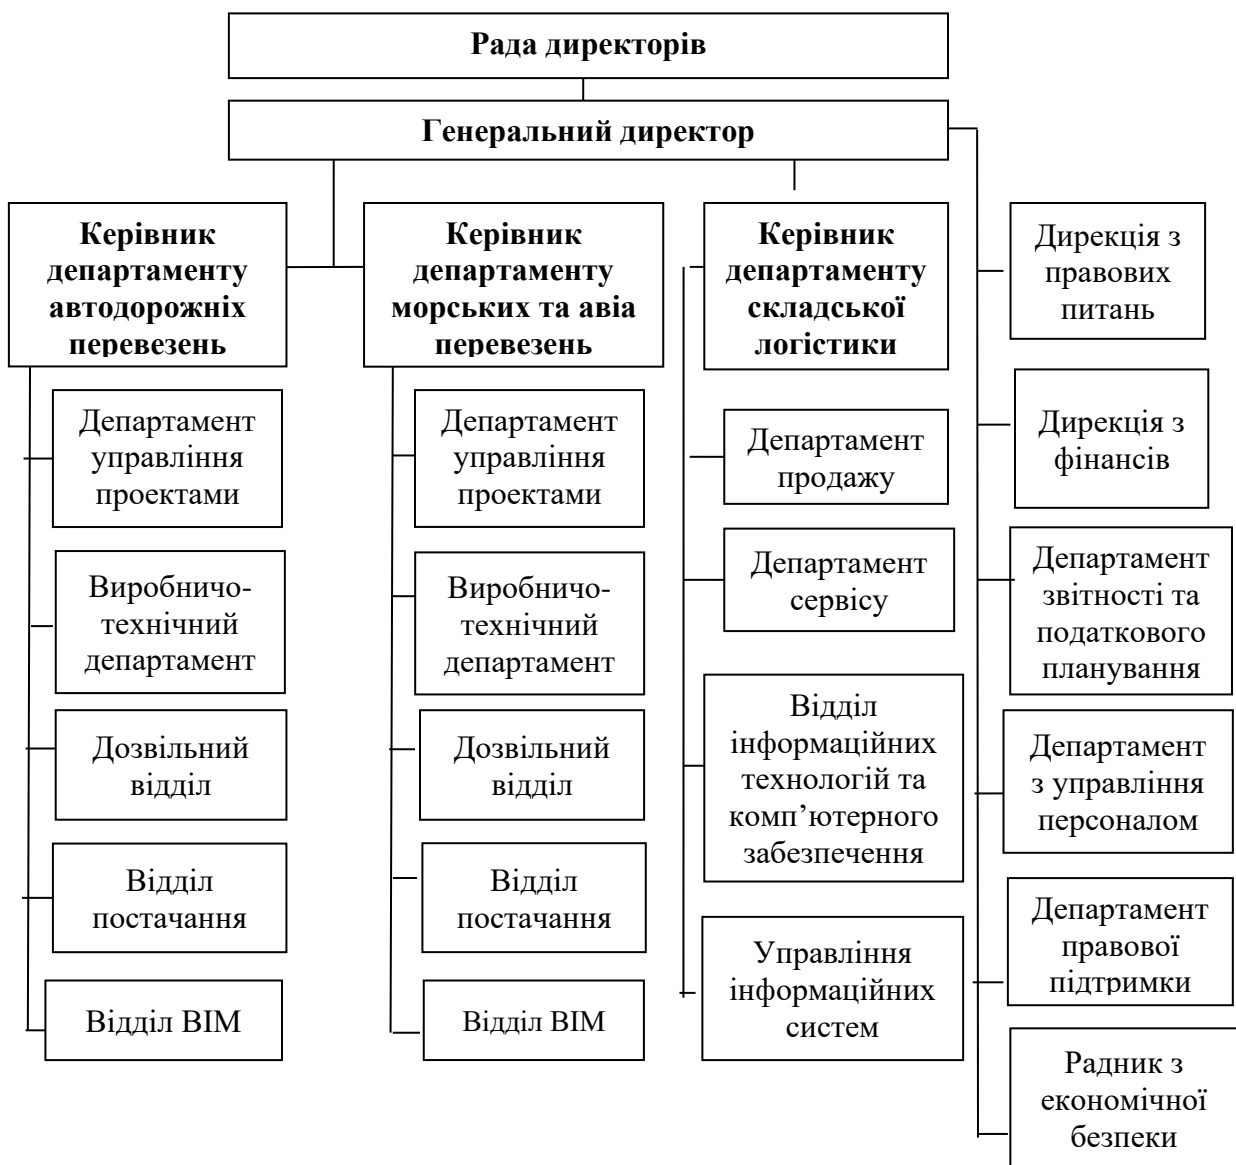 Рада директорів
Генеральний директор
Керівник
департаменту
автодорожніх
перевезень
Керівник
департаменту
морських та авіа
перевезень
Керівник
департаменту
складської
логістики
Дирекція з
правових
питань
Департамент
управління
проектами
Департамент
управління
проектами
Департамент
продажу
Дирекція з
фінансів
Виробничо-
технічний
департамент
Виробничо-
технічний
департамент
Департамент
сервісу
Департамент
звітності та
податкового
планування
Дозвільний
відділ
Дозвільний
відділ
Відділ
інформаційних
технологій та
комп’ютерного
забезпечення
Департамент
з управління
персоналом
Відділ
постачання
Відділ
постачання
Управління
інформаційних
систем
Департамент
правової
підтримки
Відділ ВІМ
Відділ ВІМ
Радник з
економічної
безпеки